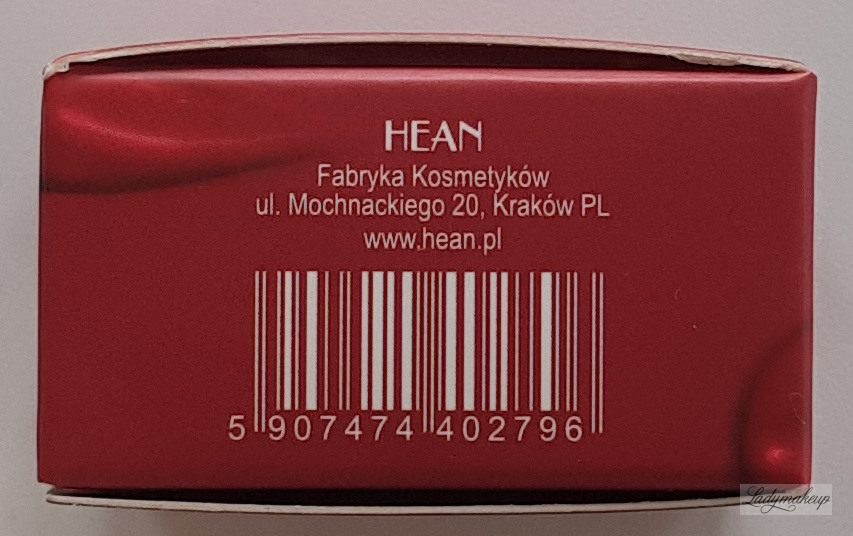 HEAN
Fabryka Kosmetyków
ul. Mochnackiego 20, Kraków PL
www.hean.pl
5 907474 402796
Ladymakeup